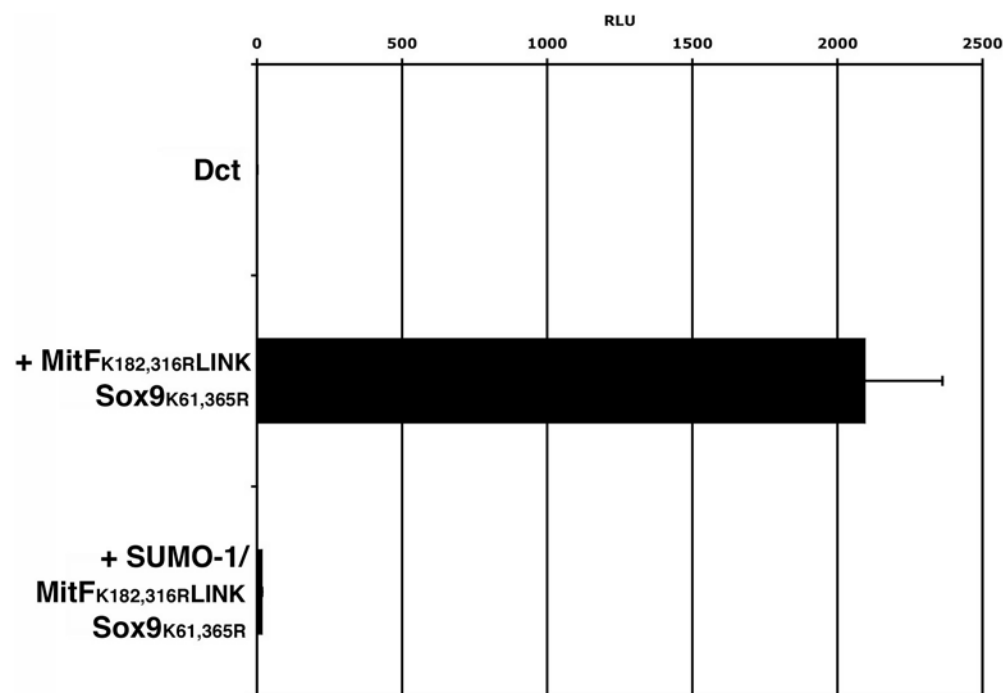 RLU
0 500 1000 1500 2000 2500
Dct
+ MitFK182,316RLINK
Sox9K61,365R
+ SUMO-1/
MitFK182,316RLINK
Sox9K61,365R